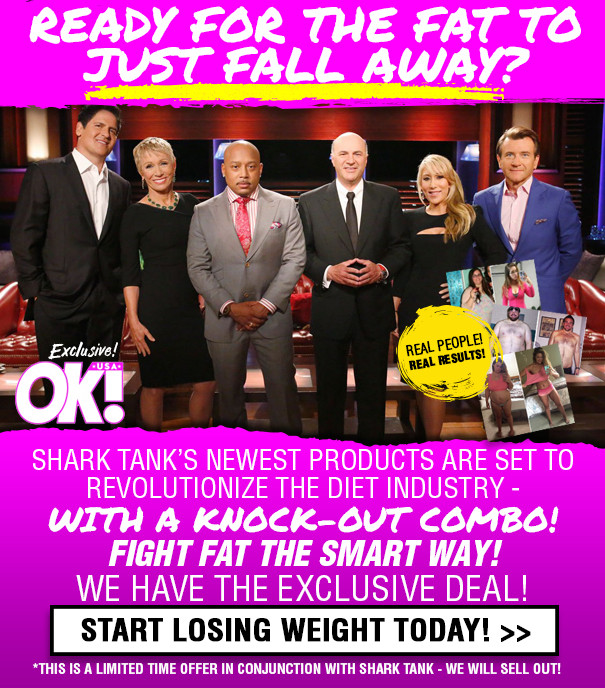 READY FOR THE FAT TO
JUST FALL AWAY?
REAL PEOPLE!
REAL RESULTS!
Exclusive!
OK!
•USA•
SHARK TANK'S NEWEST PRODUCTS ARE SET TO
REVOLUTIONIZE THE DIET INDUSTRY -
WITH A KNOCK-OUT COMBO!
FIGHT FAT THE SMART WAY!
WE HAVE THE EXCLUSIVE DEAL!
START LOSING WEIGHT TODAY! >>
*THIS IS A LIMITED TIME OFFER IN CONJUNCTION WITH SHARK TANK - WE WILL SELL OUT!